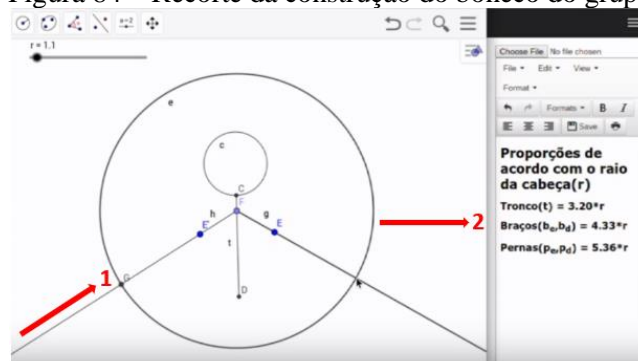 Figura 64 – Recorte da construção do boneco do grupo
r = 1.1
e
c
C
F
h
g
E'
E
t
G
D
1
2
Choose File No file chosen
File Edit View
Format
Formats B I
Save
Proporções de
acordo com o raio
da cabeça(r)
Tronco(t) = 3.20*r
Braços(be,bd) = 4.33*r
Pernas(pe,pd) = 5.36*r